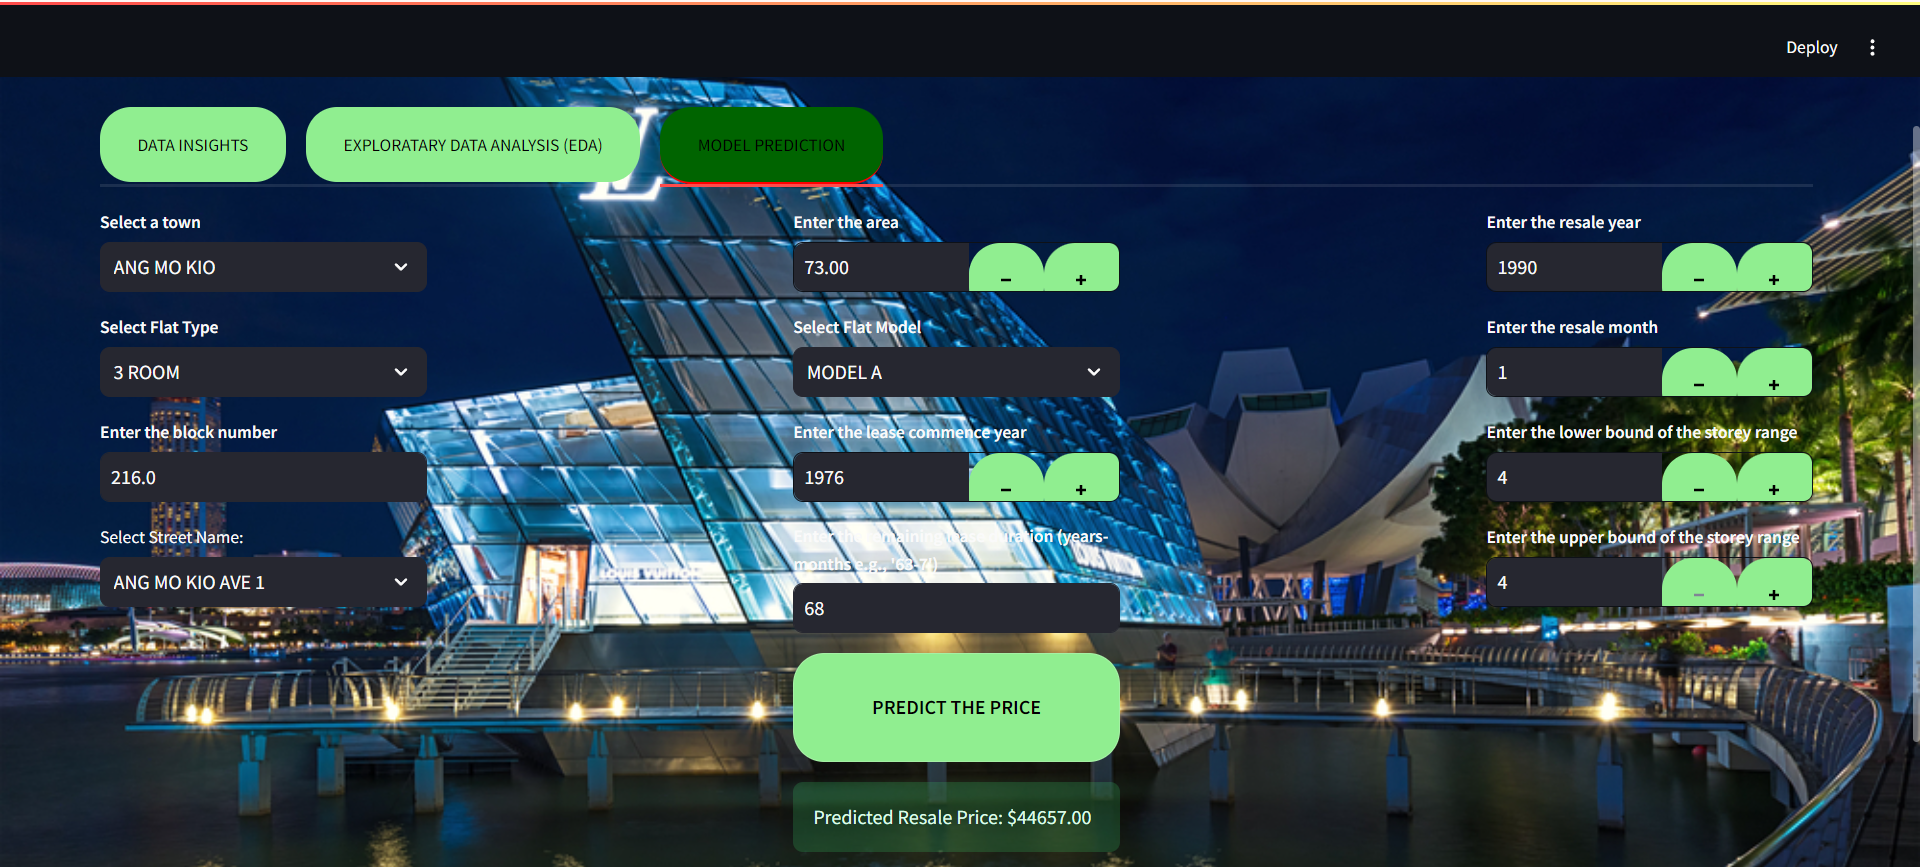 Deploy
DATA INSIGHTS
EXPLORATARY DATA ANALYSIS (EDA)
MODEL PREDICTION
Select a town
ANG MO KIO
Select Flat Type
3 ROOM
Enter the block number
216.0
Select Street Name:
ANG MO KIO AVE 1
Enter the area
73.00
Select Flat Model
MODEL A
Enter the lease commence year
1976
Enter the remaining lease duration (years-
months e.g., '63-7')
68
PREDICT THE PRICE
Predicted Resale Price: $44657.00
Enter the resale year
1990
Enter the resale month
1
Enter the lower bound of the storey range
4
Enter the upper bound of the storey range
4
LOUIS VUITTON